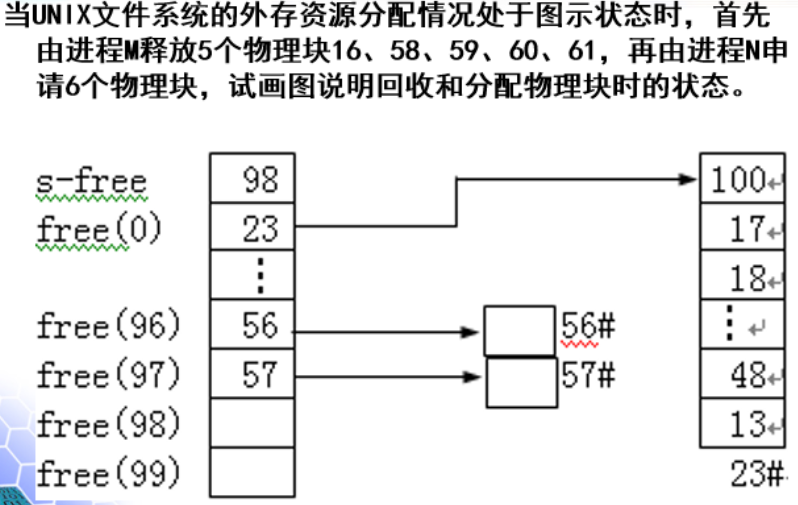 当UNIX文件系统的外存资源分配情况处于图示状态时，首先
由进程M释放5个物理块16、58、59、60、61，再由进程N申
请6个物理块，试画图说明回收和分配物理块时的状态。
s-free 98 100↵
free(0) 23 17↵
⋮ 18↵
free(96) 56 56# ⋮ ↵
free(97) 57 57# 48↵
free(98) 13↵
free(99) 23#